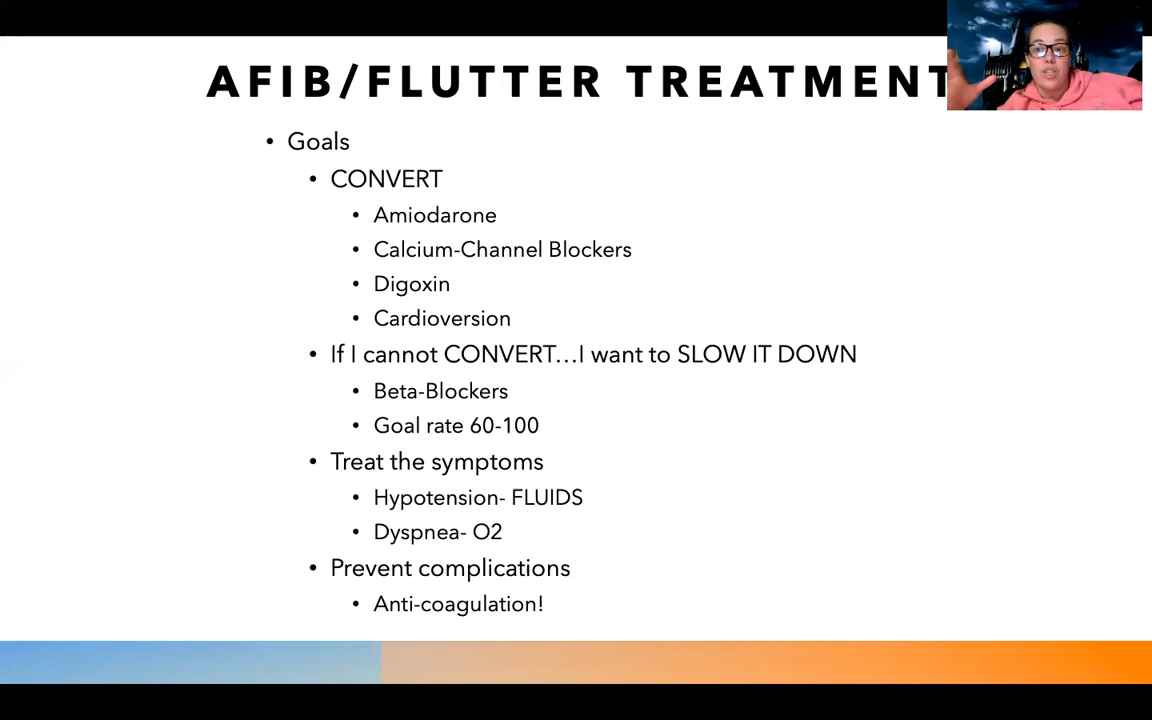 AFIB/FLUTTER TREATMENT
• Goals
• CONVERT
• Amiodarone
• Calcium-Channel Blockers
• Digoxin
• Cardioversion
• If I cannot CONVERT...I want to SLOW IT DOWN
• Beta-Blockers
• Goal rate 60-100
• Treat the symptoms
• Hypotension- FLUIDS
• Dyspnea- O2
• Prevent complications
• Anti-coagulation!